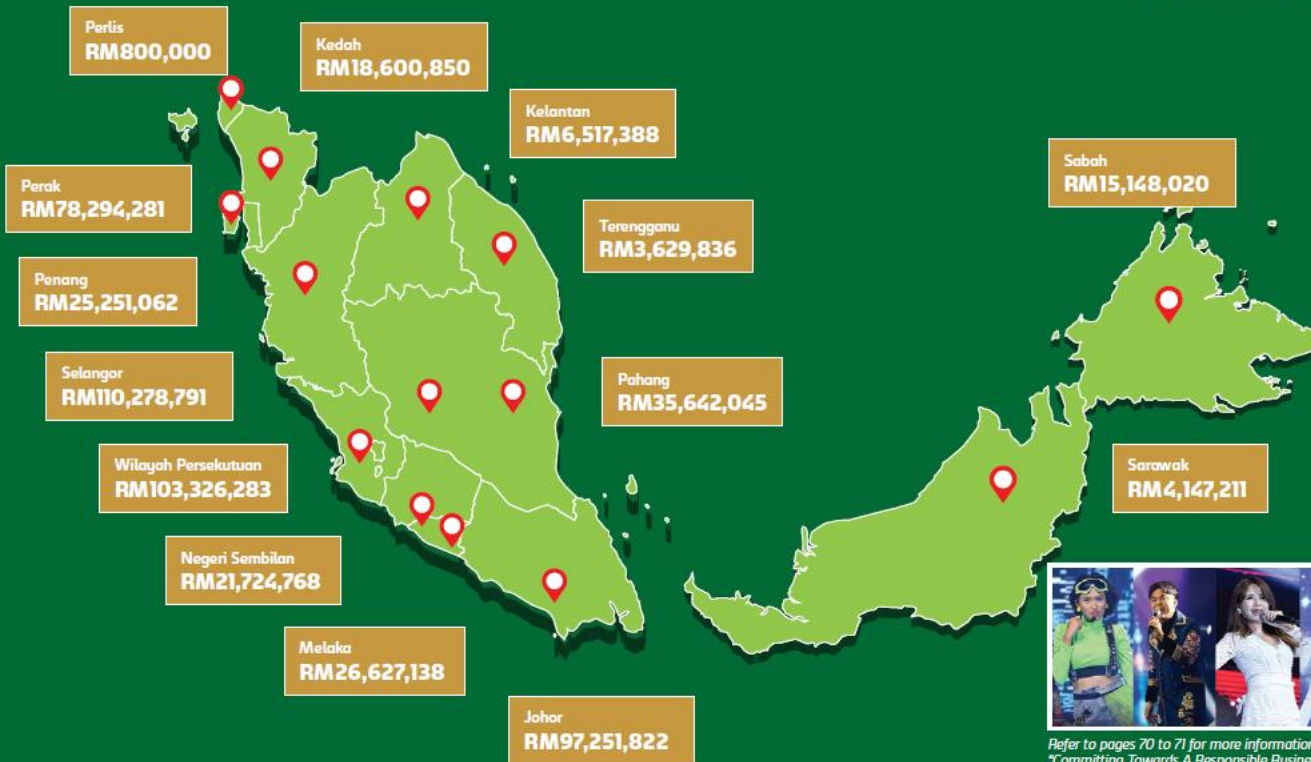 Perlis
RM800,000
Kedah
RM18,600,850
Kelantan
RM6,517,388
Perak
RM78,294,281
Terengganu
RM3,629,836
Sabah
RM15,148,020
Penang
RM25,251,062
Selangor
RM110,278,791
Pahang
RM35,642,045
Wilayah Persekutuan
RM103,326,283
Sarawak
RM4,147,211
Negeri Sembilan
RM21,724,768
Melaka
RM26,627,138
Johor
RM97,251,822
Refer to pages 70 to 71 for more information
"Committing Towards A Responsible